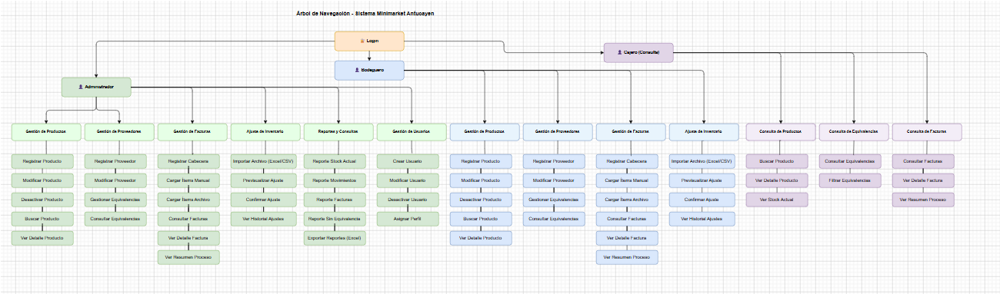 Árbol de Navegación - Sistema Minimarket Antucayen
Login
Cajero (Consulta)
Bodeguero
Administrador
Gestión de Productos
Registrar Producto
Modificar Producto
Desactivar Producto
Buscar Producto
Ver Detalle Producto
Gestión de Proveedores
Registrar Proveedor
Modificar Proveedor
Gestionar Equivalencias
Consultar Equivalencias
Gestión de Facturas
Registrar Cabecera
Cargar Ítems Manual
Cargar Ítems Archivo
Consultar Facturas
Ver Detalle Factura
Ver Resumen Proceso
Ajuste de Inventario
Importar Archivo (Excel/CSV)
Previsualizar Ajuste
Confirmar Ajuste
Ver Historial Ajustes
Reportes y Consultas
Reporte Stock Actual
Reporte Movimientos
Reporte Facturas
Reporte Sin Equivalencia
Exportar Reportes (Excel)
Gestión de Usuarios
Crear Usuario
Modificar Usuario
Desactivar Usuario
Asignar Perfil
Gestión de Productos
Registrar Producto
Modificar Producto
Desactivar Producto
Buscar Producto
Ver Detalle Producto
Gestión de Proveedores
Registrar Proveedor
Modificar Proveedor
Gestionar Equivalencias
Consultar Equivalencias
Gestión de Facturas
Registrar Cabecera
Cargar Ítems Manual
Cargar Ítems Archivo
Consultar Facturas
Ver Detalle Factura
Ver Resumen Proceso
Ajuste de Inventario
Importar Archivo (Excel/CSV)
Previsualizar Ajuste
Confirmar Ajuste
Ver Historial Ajustes
Consulta de Productos
Buscar Producto
Ver Detalle Producto
Ver Stock Actual
Consulta de Equivalencias
Consultar Equivalencias
Filtrar Equivalencias
Consulta de Facturas
Consultar Facturas
Ver Detalle Factura
Ver Resumen Proceso